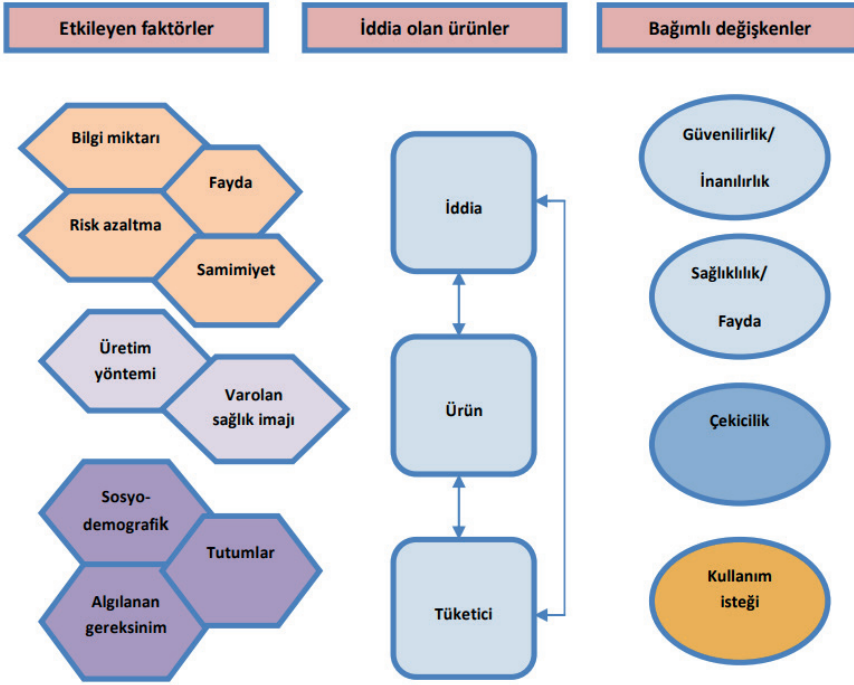 Etkileyen faktörler
İddia olan ürünler
Bağımlı değişkenler
Bilgi miktarı
Fayda
Risk azaltma
Samimiyet
Üretim
yöntemi
Varolan
sağlık imajı
Sosyo-
demografik
Tutumlar
Algılanan
gereksinim
İddia
Ürün
Tüketici
Güvenilirlik/
İnanılırlık
Sağlıklılık/
Fayda
Çekicilik
Kullanım
isteği